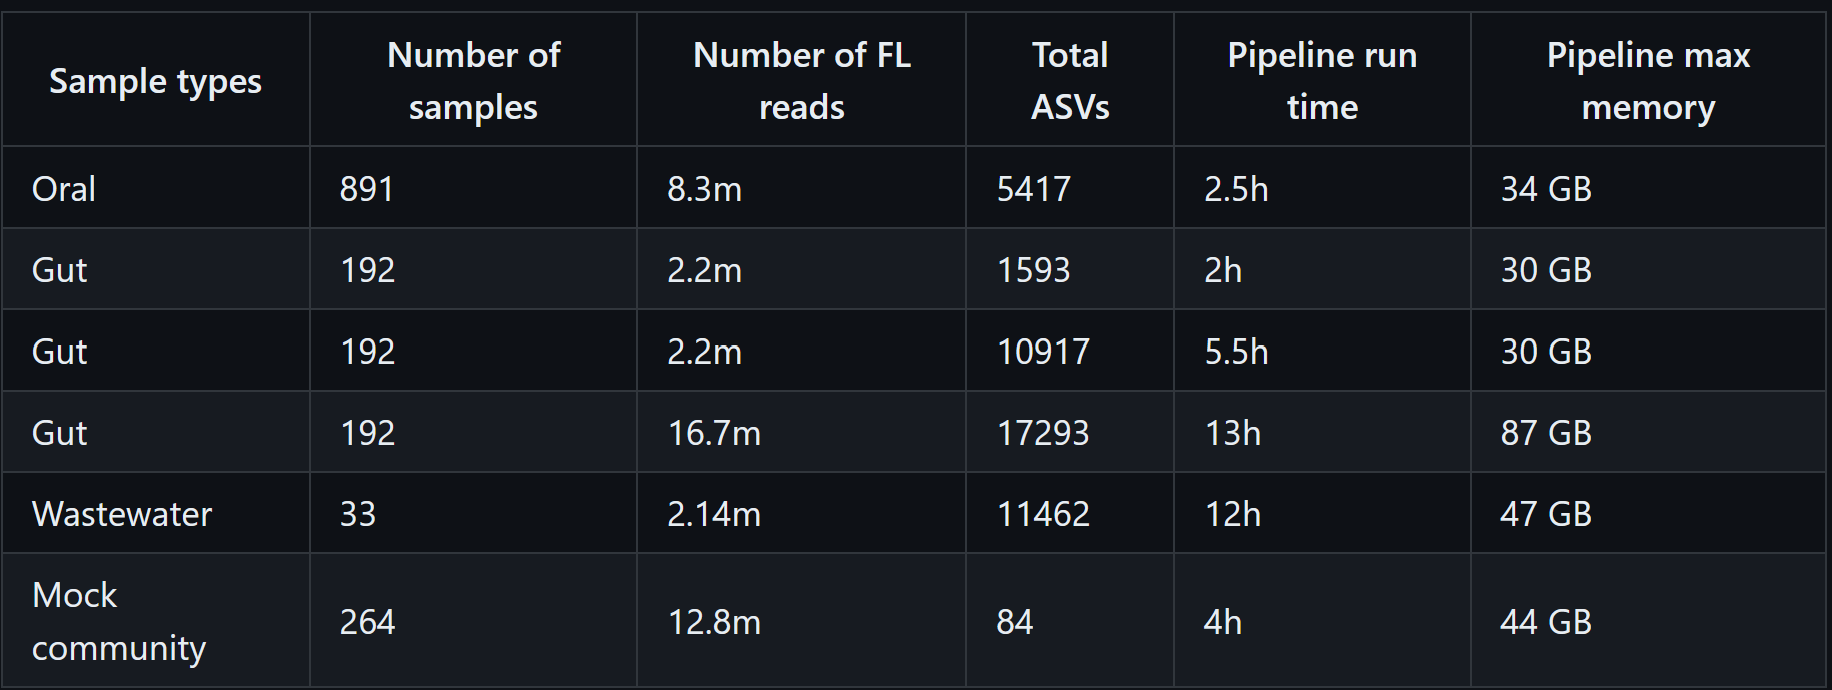 Sample types
Number of
samples
Number of FL
reads
Total
ASVs
Pipeline run
time
Pipeline max
memory
Oral 891 8.3m 5417 2.5h 34 GB
Gut 192 2.2m 1593 2h 30 GB
Gut 192 2.2m 10917 5.5h 30 GB
Gut 192 16.7m 17293 13h 87 GB
Wastewater 33 2.14m 11462 12h 47 GB
Mock
community 264 12.8m 84 4h 44 GB